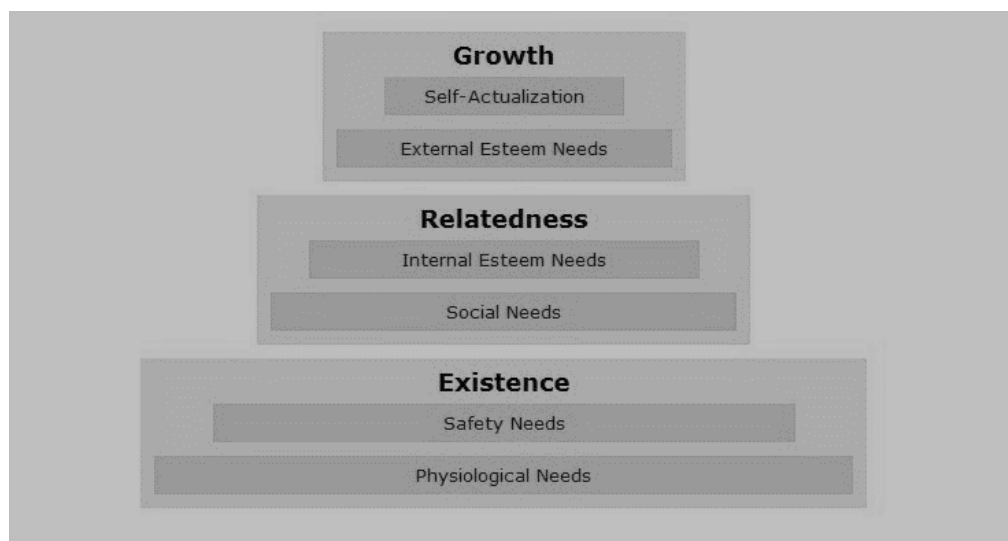 Growth
Self-Actualization
External Esteem Needs
Relatedness
Internal Esteem Needs
Social Needs
Existence
Safety Needs
Physiological Needs